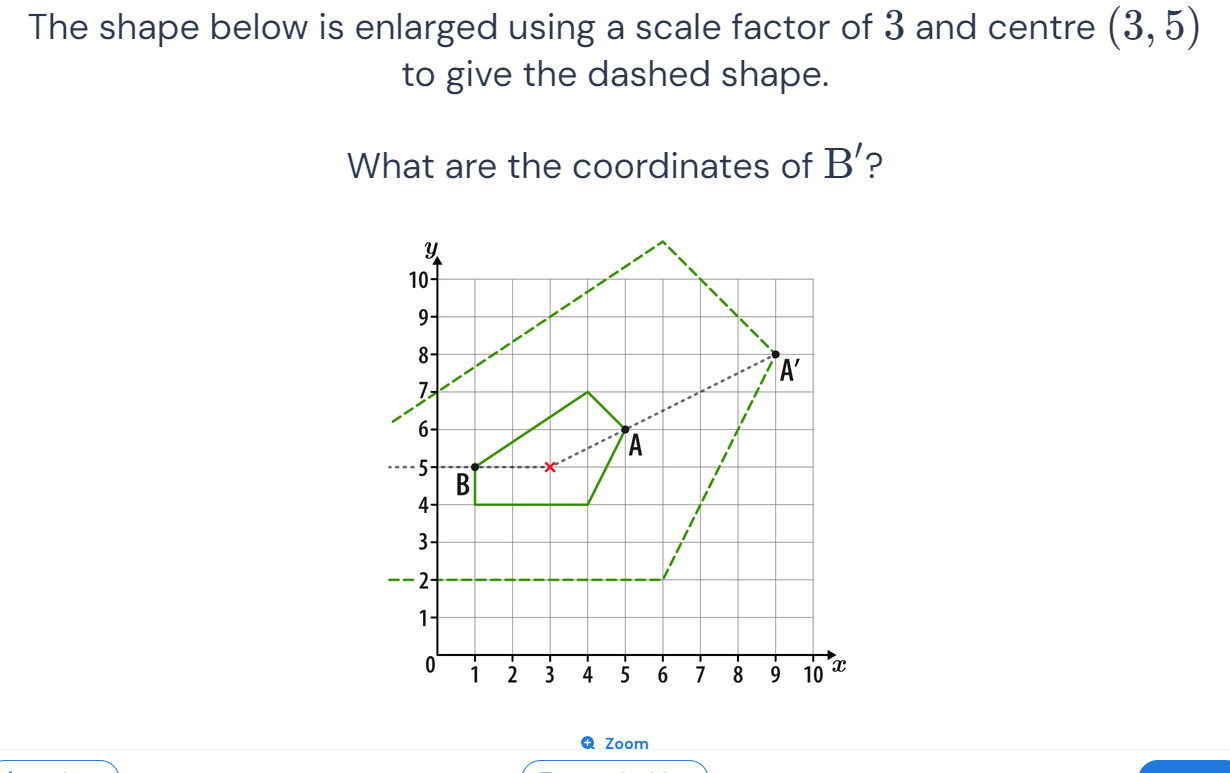 The shape below is enlarged using a scale factor of 3 and centre (3, 5)
to give the dashed shape.
What are the coordinates of B′?
y
10
9
8
A′
7
6
A
5
B
4
3
2
1
0
1 2 3 4 5 6 7 8 9 10 x
Zoom